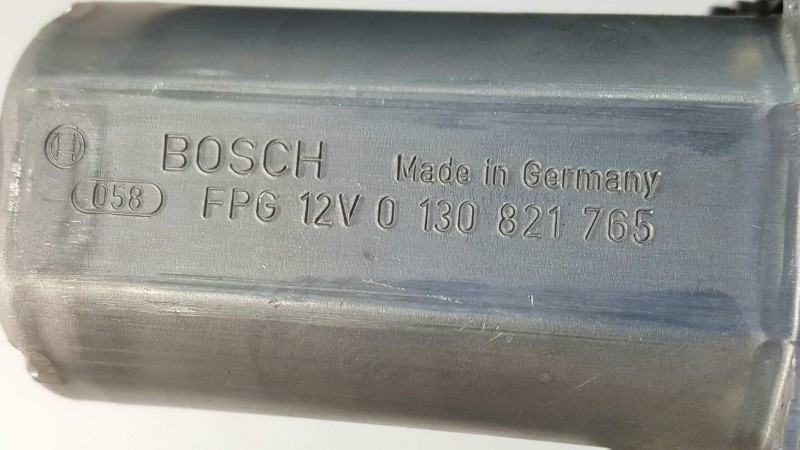 BOSCH Made in Germany
058 FPG 12V 0 130 821 765